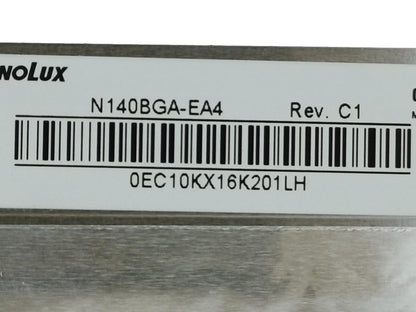 NOLUX
N140BGA-EA4 Rev. C1
0EC10KX16K201LH